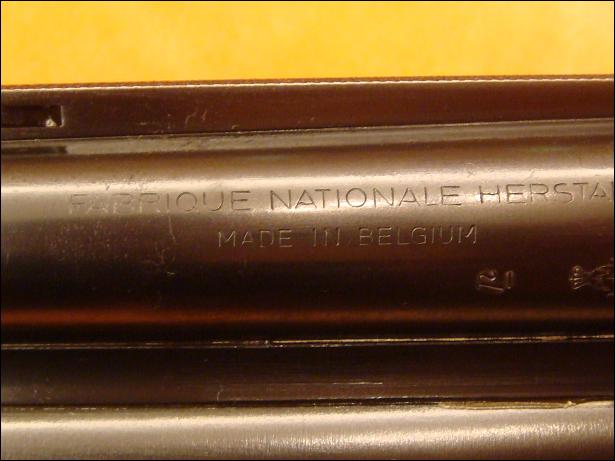 FABRIQUE NATIONALE HERSTA
MADE IN BELGIUM